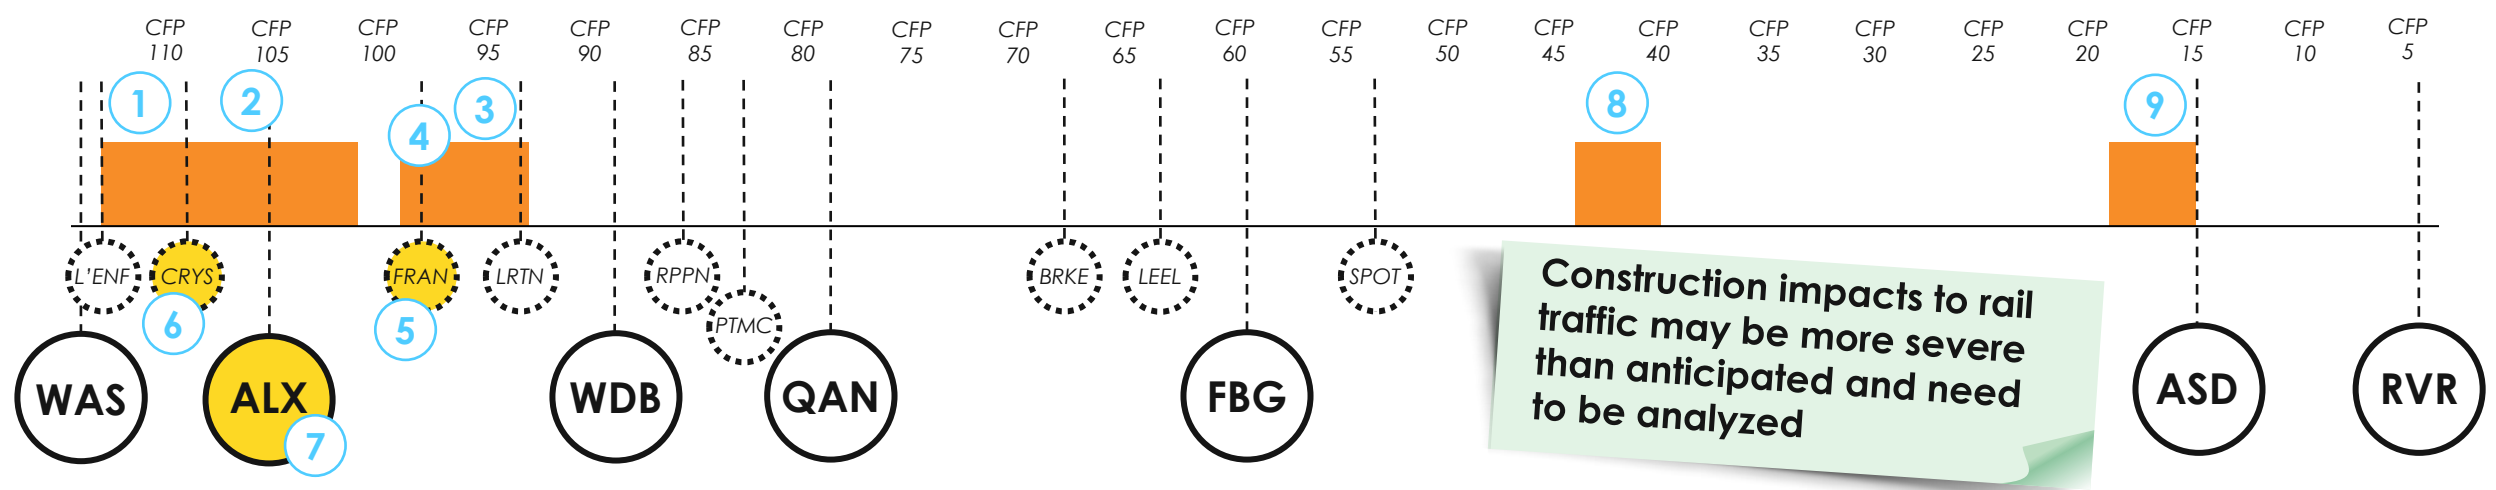 CFP
110
CFP
105
CFP
100
CFP
95
CFP
90
CFP
85
CFP
80
CFP
75
CFP
70
CFP
65
CFP
60
CFP
55
CFP
50
CFP
45
CFP
40
CFP
35
CFP
30
CFP
25
CFP
20
CFP
15
CFP
10
CFP
5
1
2
3
4
8
9
L'ENF
CRYS
FRAN
LRTN
RPPN
PTMC
BRKE
LEEL
SPOT
6
5
WAS
ALX
7
WDB
QAN
FBG
Construction impacts to rail
traffic may be more severe
than anticipated and need
to be analyzed
ASD
RVR